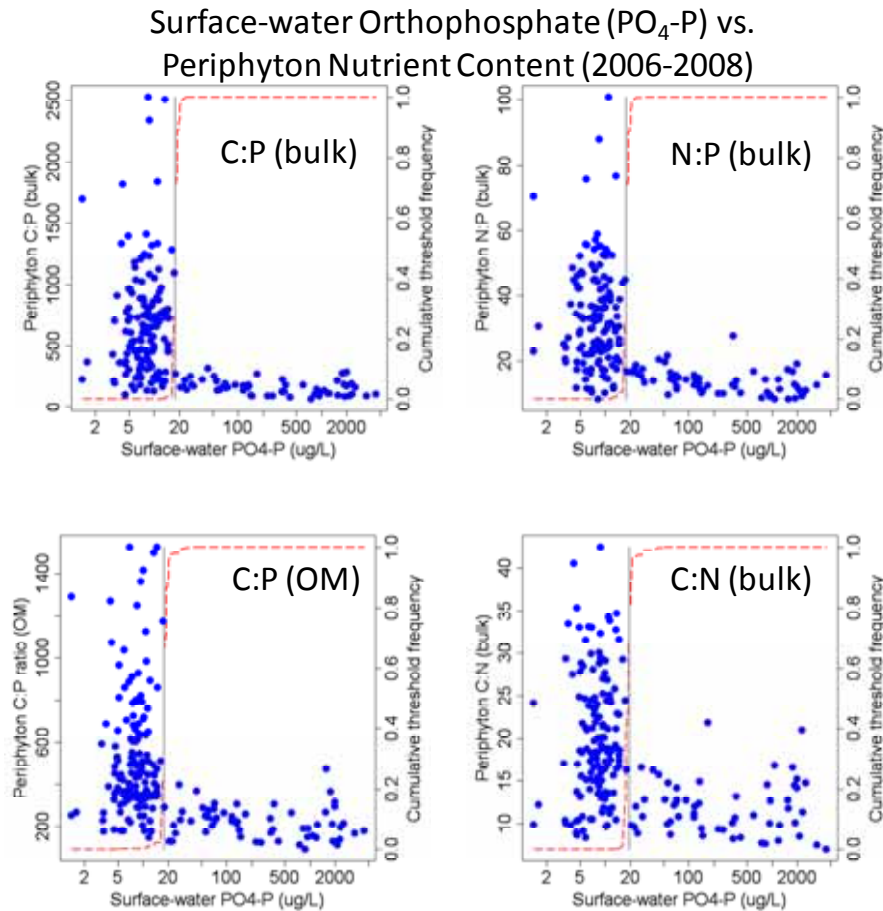 Surface-water Orthophosphate (PO₄-P) vs.
Periphyton Nutrient Content (2006-2008)
C:P (bulk)
Periphyton C:P (bulk)
0 500 1000 1500 2000 2500
2 5 20 100 500 2000
Surface-water PO4-P (ug/L)
0.0 0.2 0.4 0.6 0.8 1.0
Cumulative threshold frequency
N:P (bulk)
Periphyton N:P (bulk)
20 40 60 80 100
2 5 20 100 500 2000
Surface-water PO4-P (ug/L)
0.0 0.2 0.4 0.6 0.8 1.0
Cumulative threshold frequency
C:P (OM)
Periphyton C:P ratio (OM)
200 600 1000 1400
2 5 20 100 500 2000
Surface-water PO4-P (ug/L)
0.0 0.2 0.4 0.6 0.8 1.0
Cumulative threshold frequency
C:N (bulk)
Periphyton C:N (bulk)
10 15 20 25 30 35 40
2 5 20 100 500 2000
Surface-water PO4-P (ug/L)
0.0 0.2 0.4 0.6 0.8 1.0
Cumulative threshold frequency